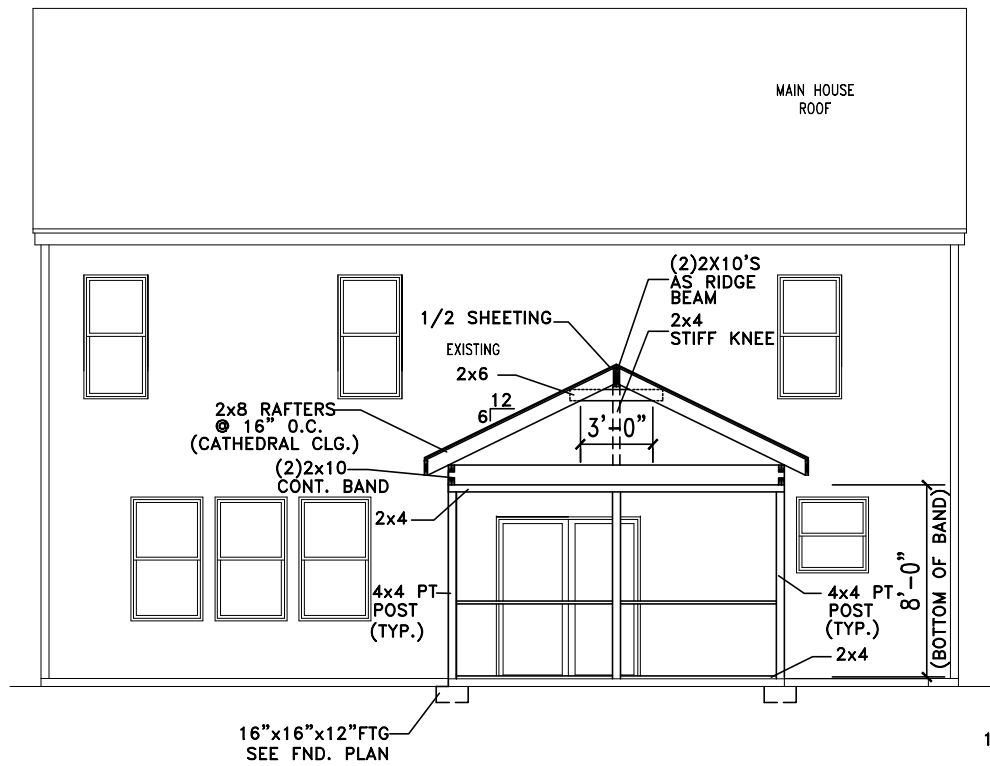 MAIN HOUSE
ROOF
(2)2X10'S
AS RIDGE
BEAM
1/2 SHEETING
2x4
STIFF KNEE
EXISTING
2x6
12
6
2x8 RAFTERS
@ 16" O.C.
(CATHEDRAL CLG.)
3'-0"
(2)2x10
CONT. BAND
2x4
4x4 PT
POST
(TYP.)
4x4 PT
POST
(TYP.)
8'-0"
(BOTTOM OF BAND)
2x4
16"x16"x12"FTG
SEE FND. PLAN
1